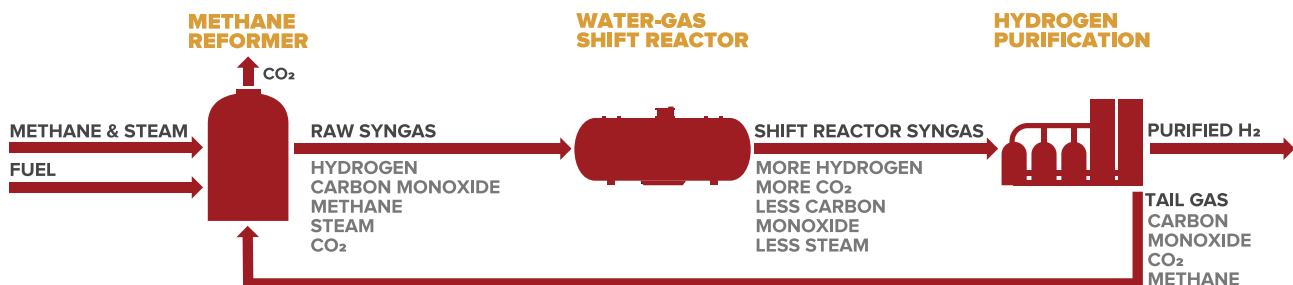 METHANE
REFORMER
WATER-GAS
SHIFT REACTOR
HYDROGEN
PURIFICATION
CO₂
METHANE & STEAM
FUEL
RAW SYNGAS
HYDROGEN
CARBON MONOXIDE
METHANE
STEAM
CO₂
SHIFT REACTOR SYNGAS
MORE HYDROGEN
MORE CO₂
LESS CARBON
MONOXIDE
LESS STEAM
PURIFIED H₂
TAIL GAS
CARBON
MONOXIDE
CO₂
METHANE